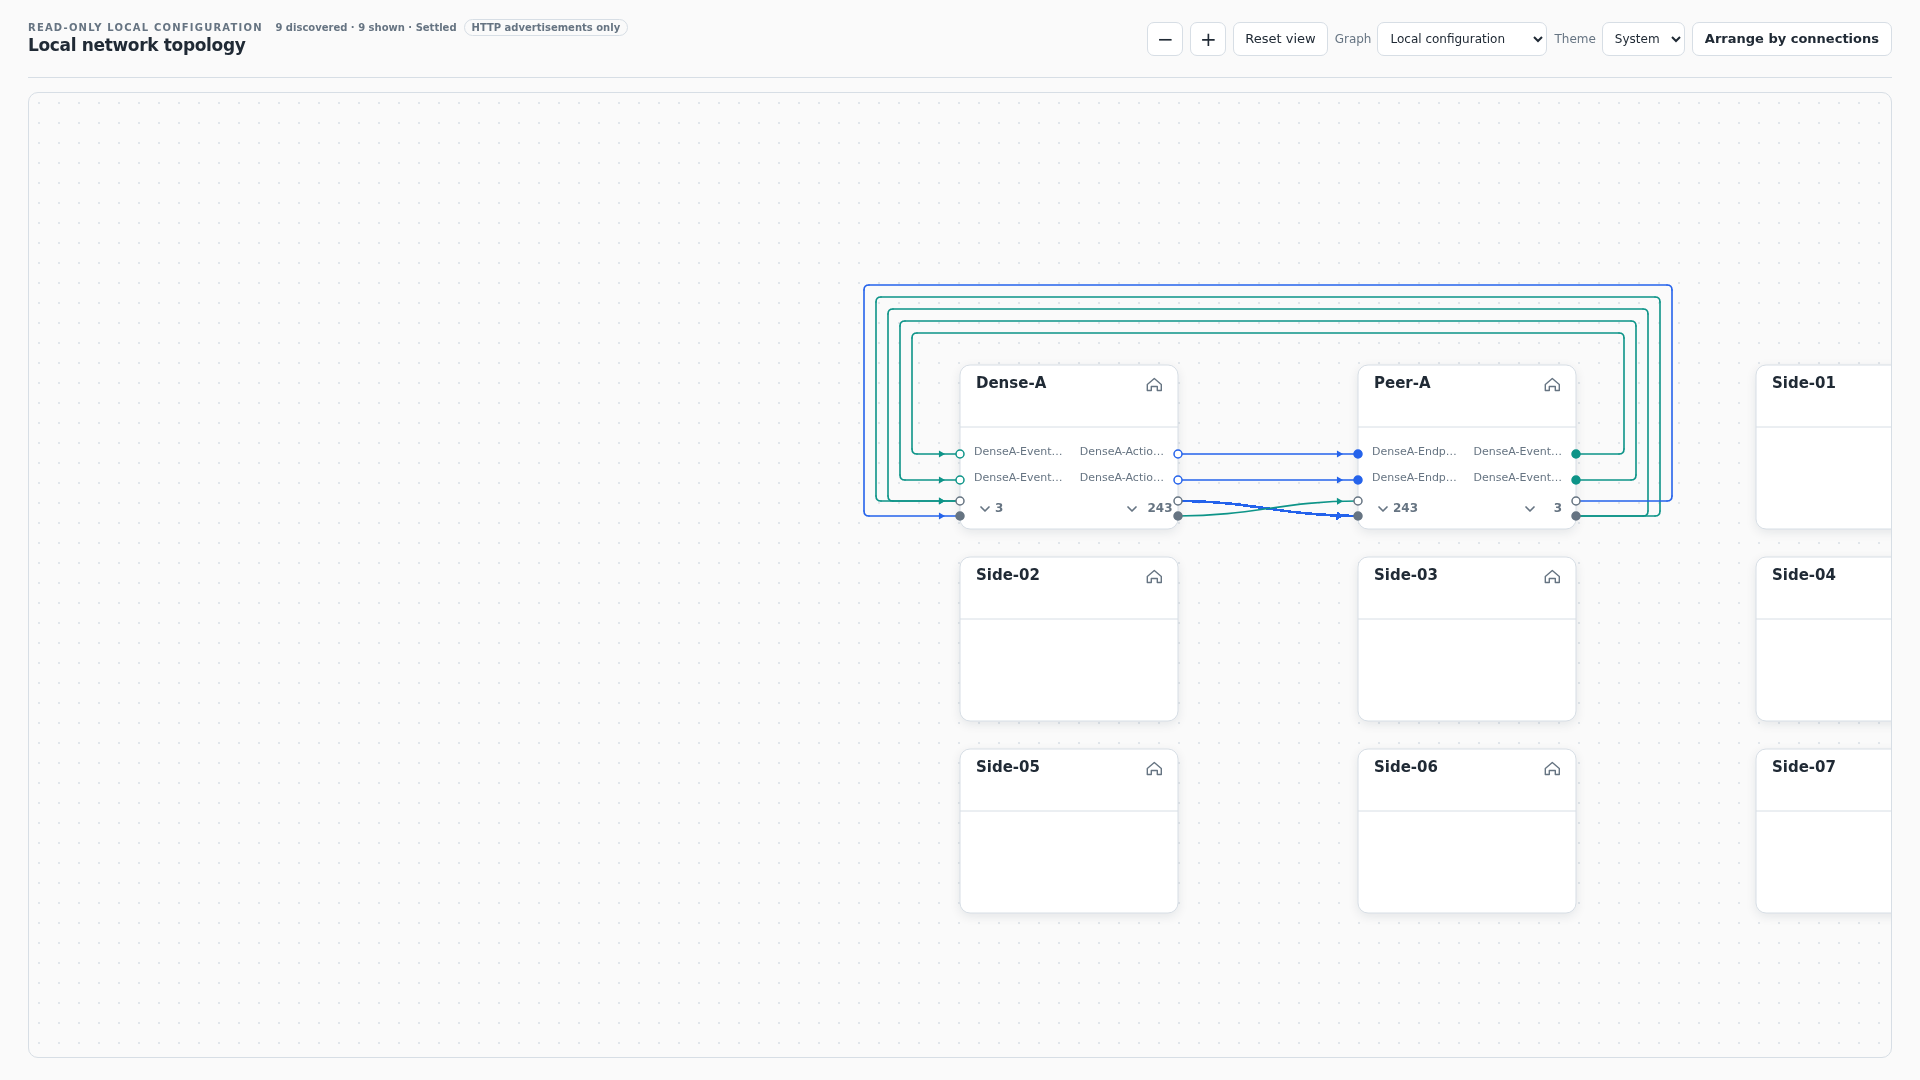 READ-ONLY LOCAL CONFIGURATION 9 discovered · 9 shown · Settled HTTP advertisements only
Local network topology
− + Reset view Graph Local configuration Theme System Arrange by connections
Dense-A
DenseA-Event… DenseA-Actio…
DenseA-Event… DenseA-Actio…
3 243
Peer-A
DenseA-Endp… DenseA-Event…
DenseA-Endp… DenseA-Event…
243 3
Side-01
Side-02
Side-03
Side-04
Side-05
Side-06
Side-07